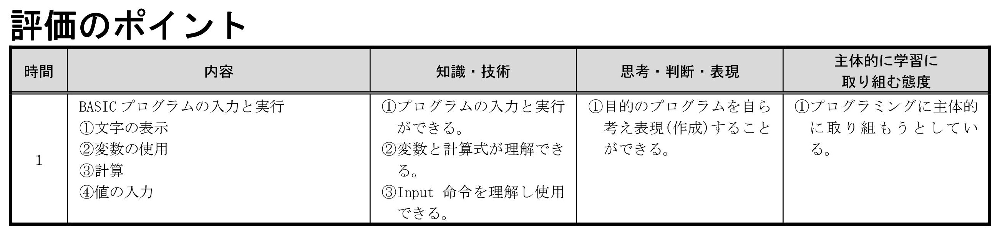 評価のポイント
時間
内容
知識・技術
思考・判断・表現
主体的に学習に
取り組む態度
1
BASICプログラムの入力と実行
①文字の表示
②変数の使用
③計算
④値の入力
①プログラムの入力と実行
ができる。
②変数と計算式が理解でき
る。
③Input 命令を理解し使用
できる。
①目的のプログラムを自ら
考え表現(作成)すること
ができる。
①プログラミングに主体的
に取り組もうとしてい
る。